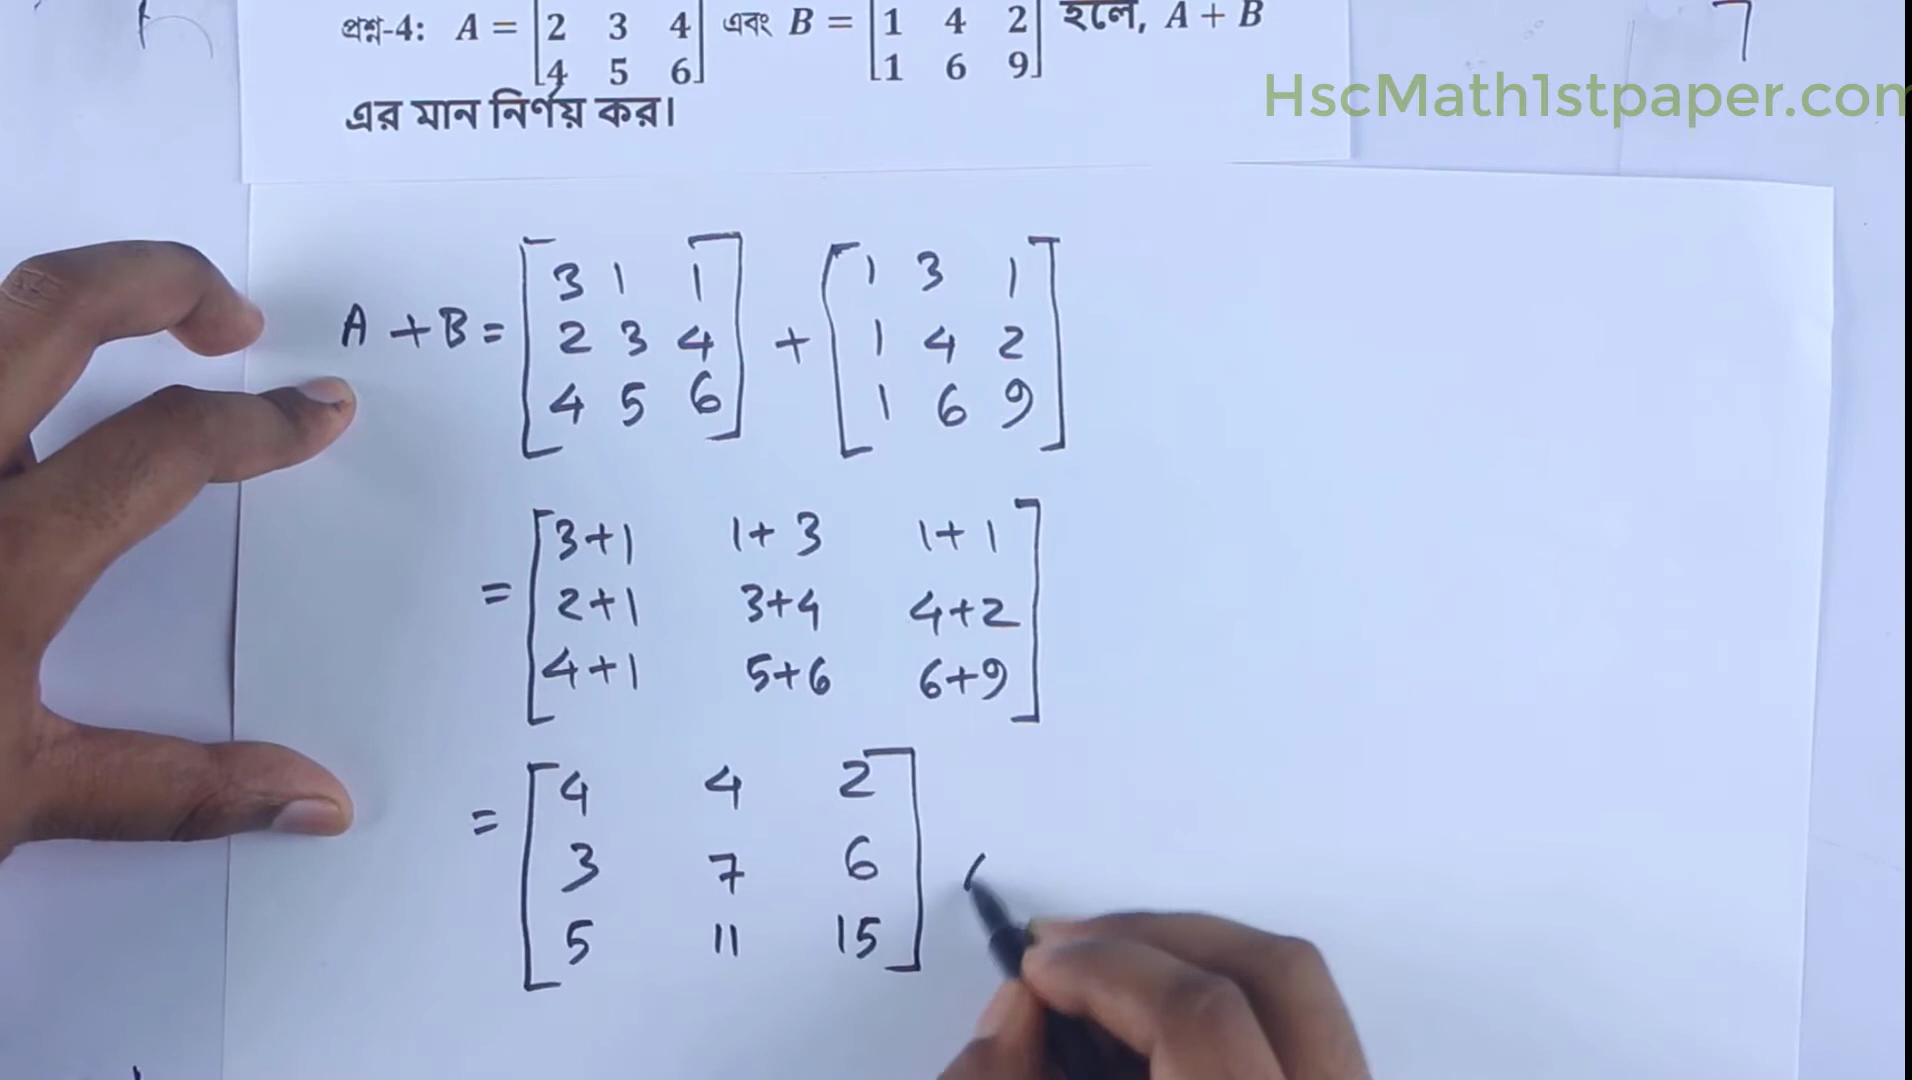 প্রশ্ন-4: A = [2 3 4] এবং B = [1 4 2] হলে, A + B
4 5 6 1 6 9
এর মান নির্ণয় কর।
HscMath1stpaper.com
7
3 1 1 1 3 1
A + B = 2 3 4 + 1 4 2
4 5 6 1 6 9
3+1 1+3 1+1
= 2+1 3+4 4+2
4+1 5+6 6+9
4 4 2
= 3 7 6
5 11 15